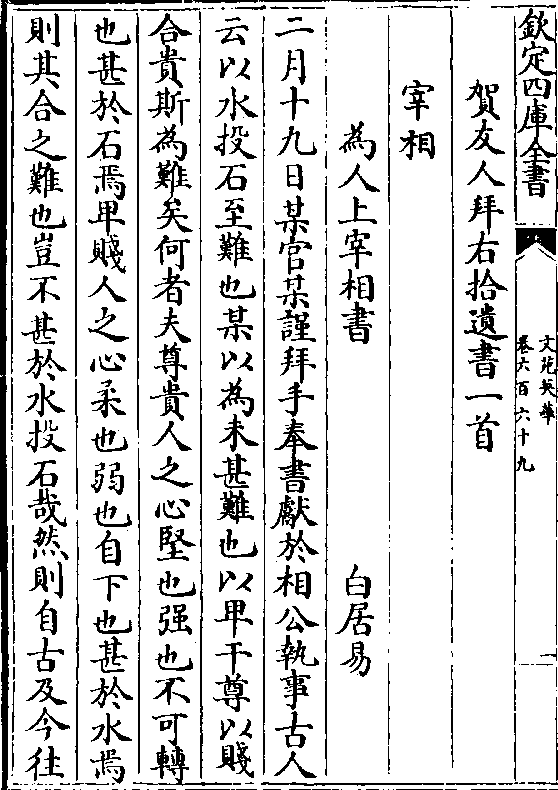 欽定四庫全書
文苑英華
卷六百六十九
一
賀友人拜右拾遺書一首
宰相
為人上宰相書　白居易
二月十九日某官某謹拜手奉書獻於相公執事古人
云以水投石至難也某以為未甚難也以甲干尊以賤
合貴斯為難矣何者夫尊貴人之心堅也强也不可轉
也甚於石焉甲賤人之心柔也弱也自下也甚於水焉
則其合之難也豈不甚於水投石哉然則自古及今往